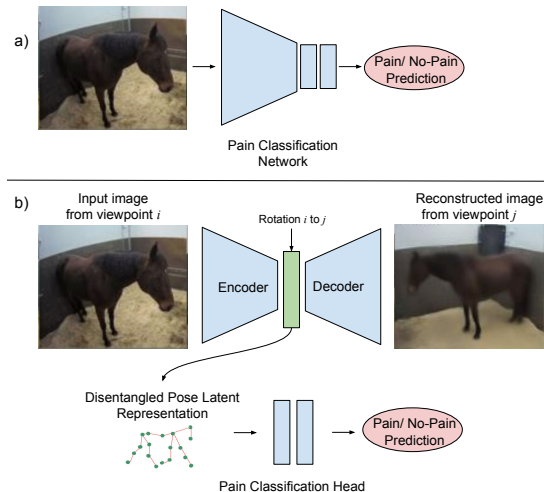 a)
Pain/ No-Pain
Prediction
Pain Classification
Network
b)
Input image
from viewpoint i
Rotation i to j
Reconstructed image
from viewpoint j
Encoder
Decoder
Disentangled Pose Latent
Representation
Pain/ No-Pain
Prediction
Pain Classification Head